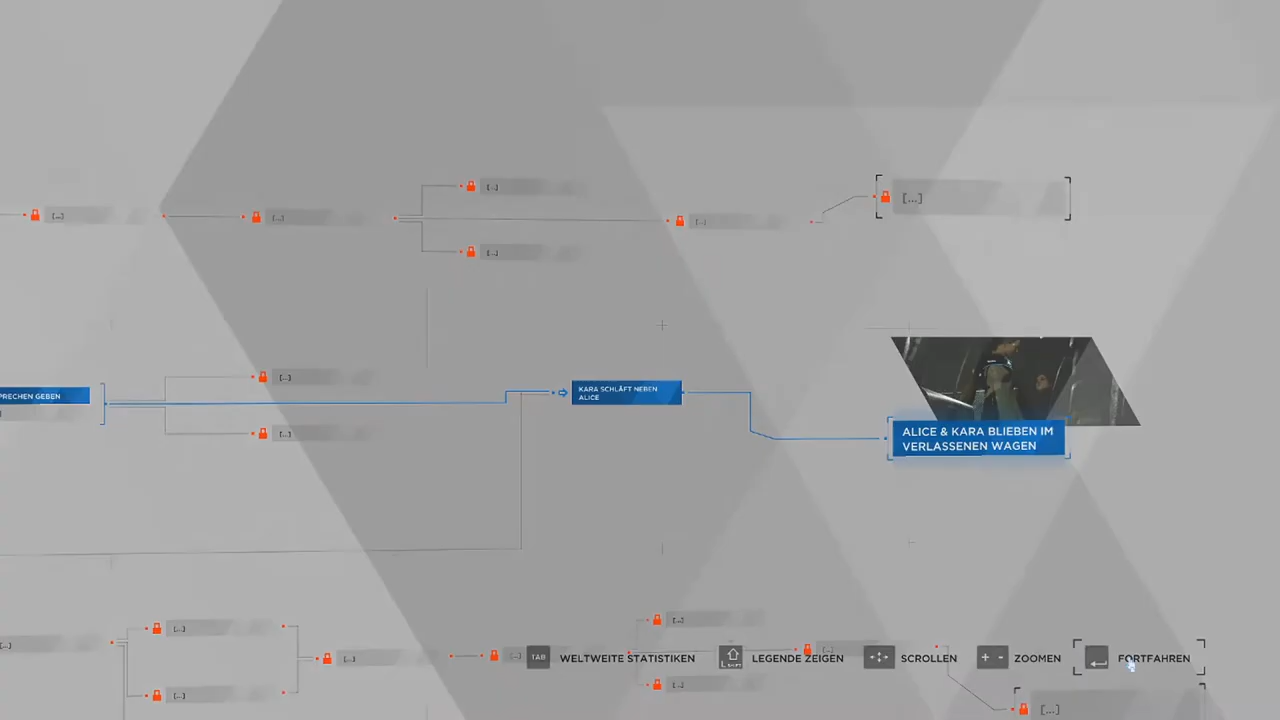 [...]
[...]
[...]
[...]
[...]
[...]
[...]
PRECHEN GEBEN
KARA SCHLÄFT NEBEN
ALICE
[...]
ALICE & KARA BLIEBEN IM
VERLASSENEN WAGEN
[...]
[...]
[...]
[...]
[...]
[...]
[...]
[...]
TAB WELTWEITE STATISTIKEN
LEGENDE ZEIGEN
SCROLLEN
+ - ZOOMEN
FORTFAHREN
[...]
[...]